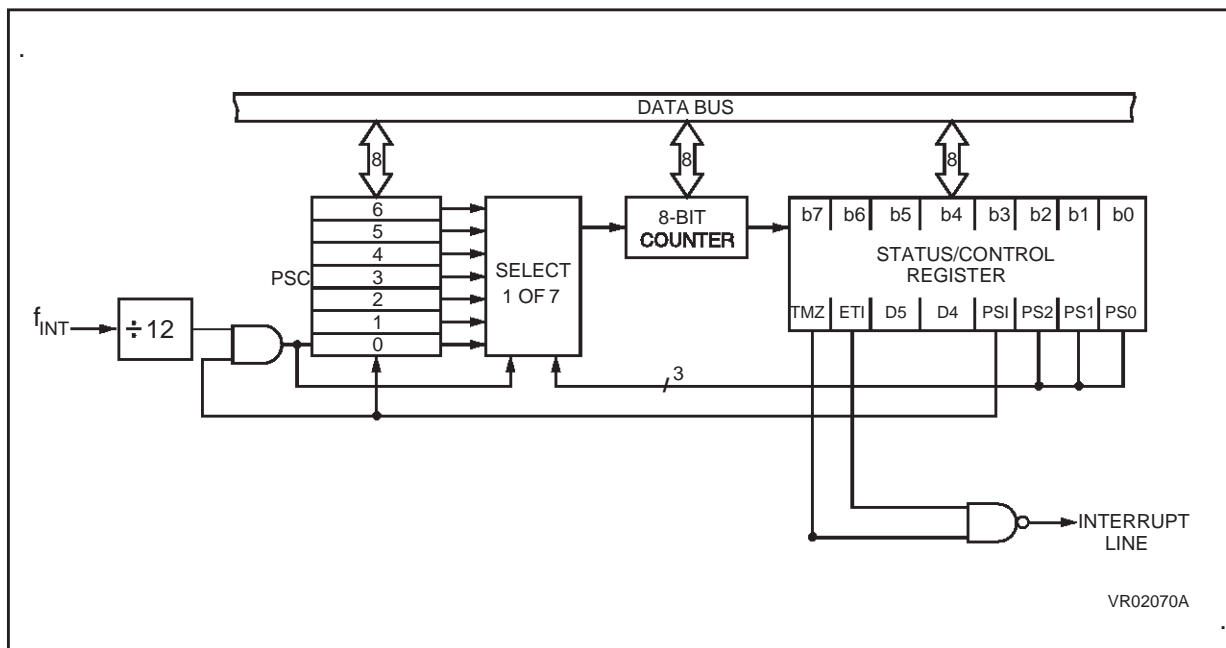 DATA BUS
8 8 8
6
5
4
PSC 3
2
1
0
SELECT
1 OF 7
8-BIT
COUNTER
b7 b6 b5 b4 b3 b2 b1 b0
STATUS/CONTROL
REGISTER
TMZ ETI D5 D4 PSI PS2 PS1 PS0
fINT
÷12
3
INTERRUPT
LINE
VR02070A